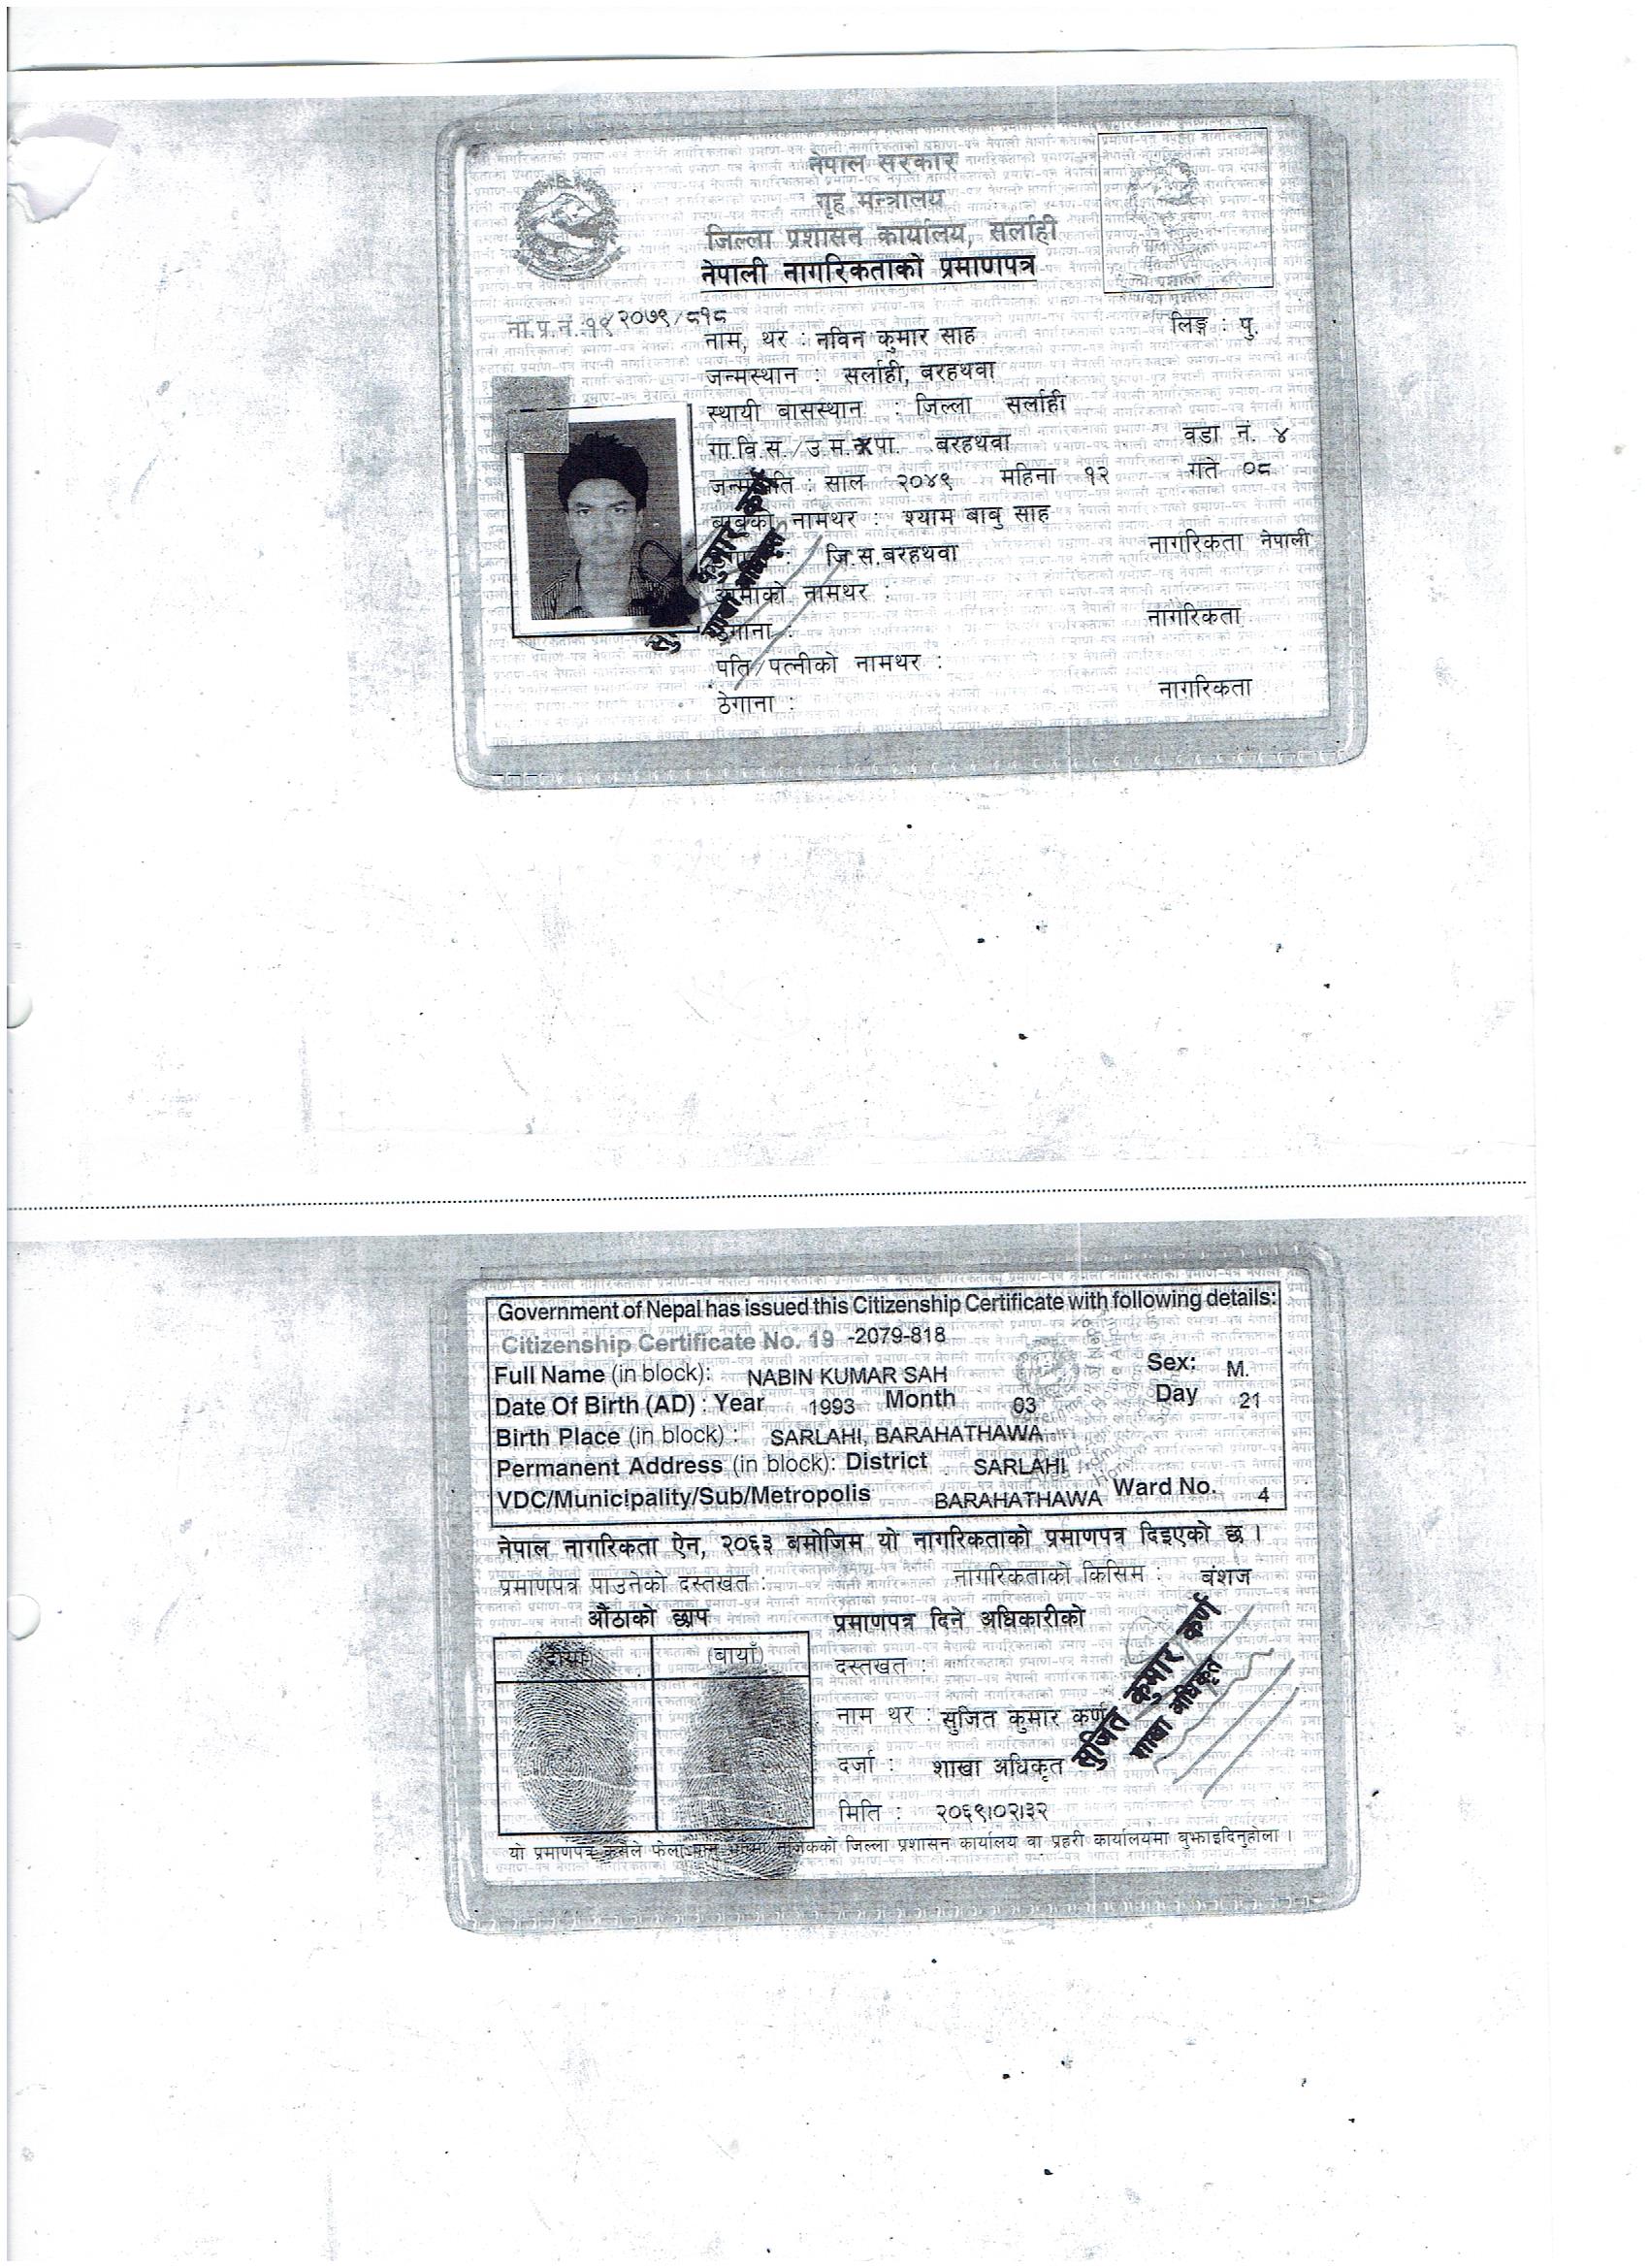 नेपाल सरकार
गृह मन्त्रालय
जिल्ला प्रशासन कार्यालय, सर्लाही
नेपाली नागरिकताको प्रमाणपत्र
ना.प्र.नं. १९ २०७९/८१८
लिङ्ग : पु.
नाम, थर : नविन कुमार साह
जन्मस्थान : सर्लाही, बरहथवा
स्थायी बासस्थान : जिल्ला सर्लाही
गा.वि.स./उ.म.न.पा. बरहथवा वडा नं. ४
जन्ममिति : साल २०४९ महिना १२ गते ०८
बाबुको नामथर : श्याम बाबु साह
जि.स.बरहथवा नागरिकता नेपाली
आमाको नामथर :
ठेगाना : नागरिकता
पति/पत्नीको नामथर :
ठेगाना : नागरिकता
Government of Nepal has issued this Citizenship Certificate with following details:
Citizenship Certificate No. 19 -2079-818
Full Name (in block): NABIN KUMAR SAH Sex: M.
Date Of Birth (AD) : Year 1993 Month 03 Day 21
Birth Place (in block) : SARLAHI, BARAHATHAWA
Permanent Address (in block): District SARLAHI
VDC/Municipality/Sub/Metropolis BARAHATHAWA Ward No. 4
नेपाल नागरिकता ऐन, २०६३ बमोजिम यो नागरिकताको प्रमाणपत्र दिइएको छ ।
प्रमाणपत्र पाउनेको दस्तखत : नागरिकताको किसिम : बंशज
औंठाको छाप प्रमाणपत्र दिने अधिकारीको
(दायाँ) (बायाँ)
दस्तखत :
नाम थर : सुजित कुमार कर्ण
सुजित कुमार कर्ण
शाखा अधिकृत
दर्जा : शाखा अधिकृत
मिति : २०६९।०२।३२
यो प्रमाणपत्र कसैले फेला नजिकको जिल्ला प्रशासन कार्यालय वा प्रहरी कार्यालयमा बुझाइदिनुहोला ।